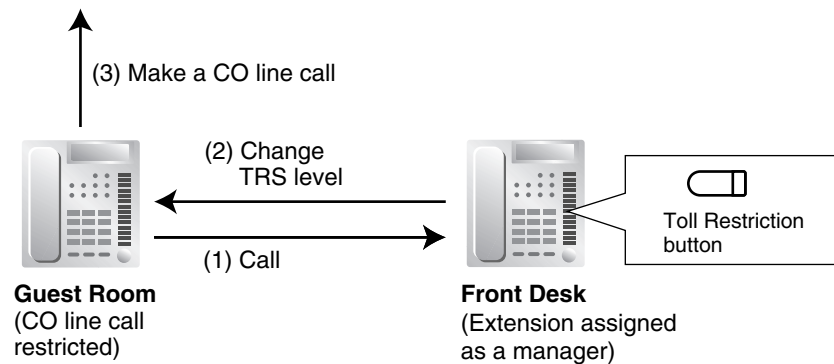 (3) Make a CO line call
(2) Change
TRS level
(1) Call
Toll Restriction
button
Guest Room
(CO line call
restricted)
Front Desk
(Extension assigned
as a manager)